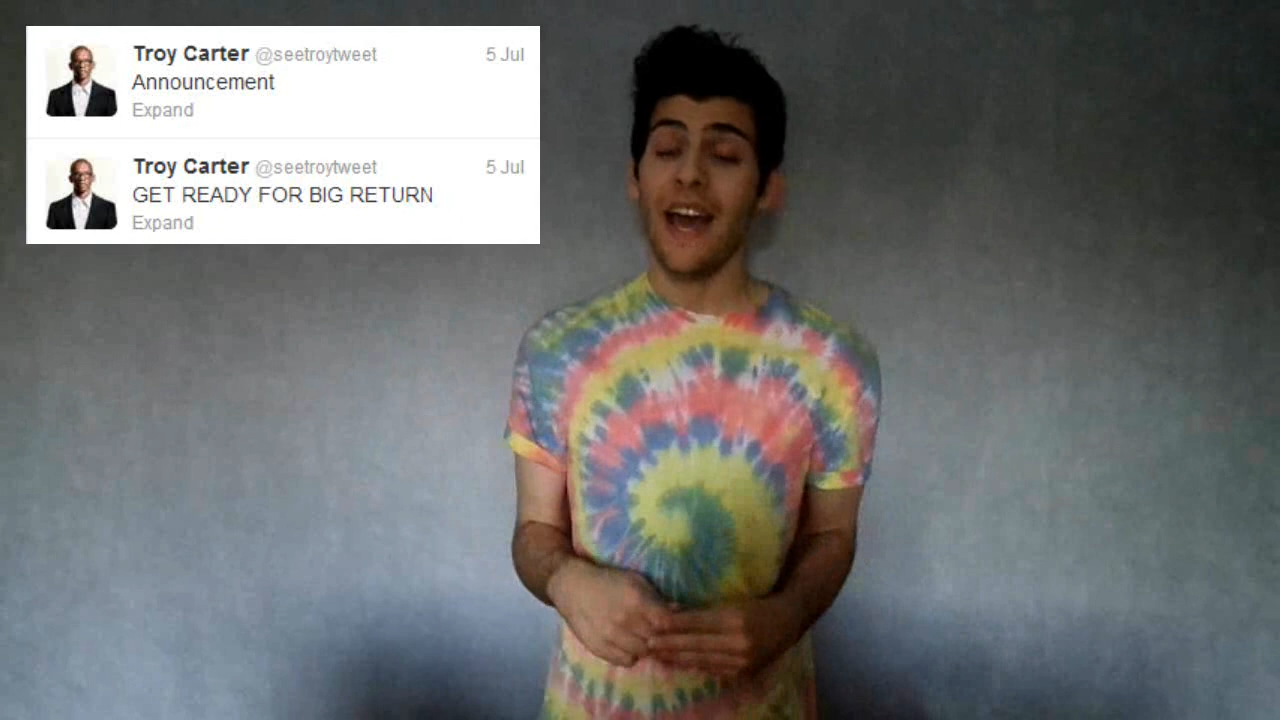 Troy Carter @seetroytweet 5 Jul
Announcement
Expand
Troy Carter @seetroytweet 5 Jul
GET READY FOR BIG RETURN
Expand